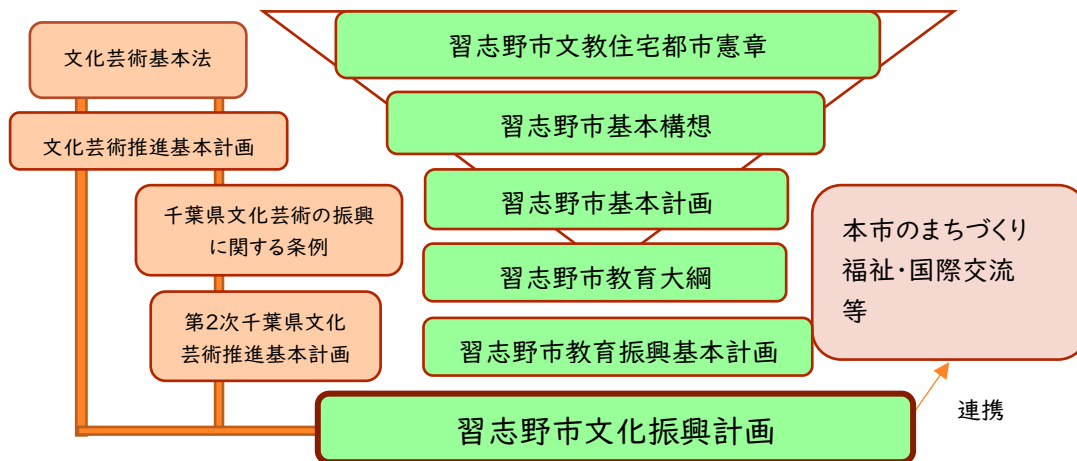 文化芸術基本法
文化芸術推進基本計画
千葉県文化芸術の振興
に関する条例
第2次千葉県文化
芸術推進基本計画
習志野市文教住宅都市憲章
習志野市基本構想
習志野市基本計画
習志野市教育大綱
習志野市教育振興基本計画
習志野市文化振興計画
本市のまちづくり
福祉・国際交流
等
連携